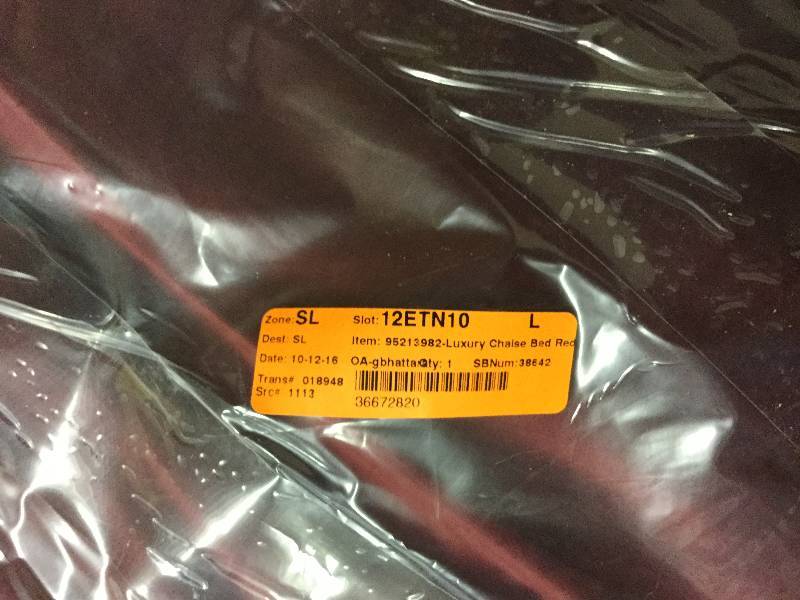 Zone: SL Slot: 12ETN10 L
Dest: SL Item: 95213982-Luxury Chaise Bed Red
Date: 10-12-16 OA-gbhatta Qty: 1 SBNum: 38642
Trans# 018948
Src# 1113
36672820